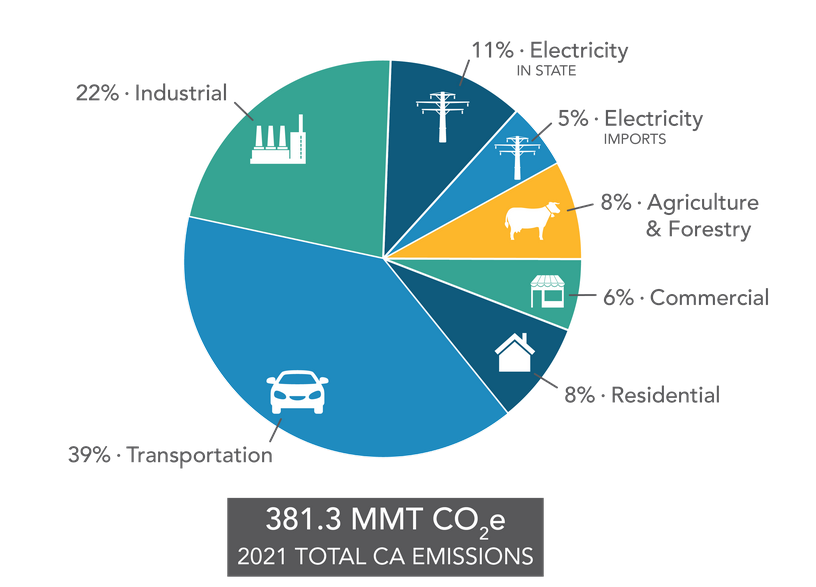 11% · Electricity
IN STATE
22% · Industrial
5% · Electricity
IMPORTS
8% · Agriculture
& Forestry
6% · Commercial
8% · Residential
39% · Transportation
381.3 MMT CO₂e
2021 TOTAL CA EMISSIONS